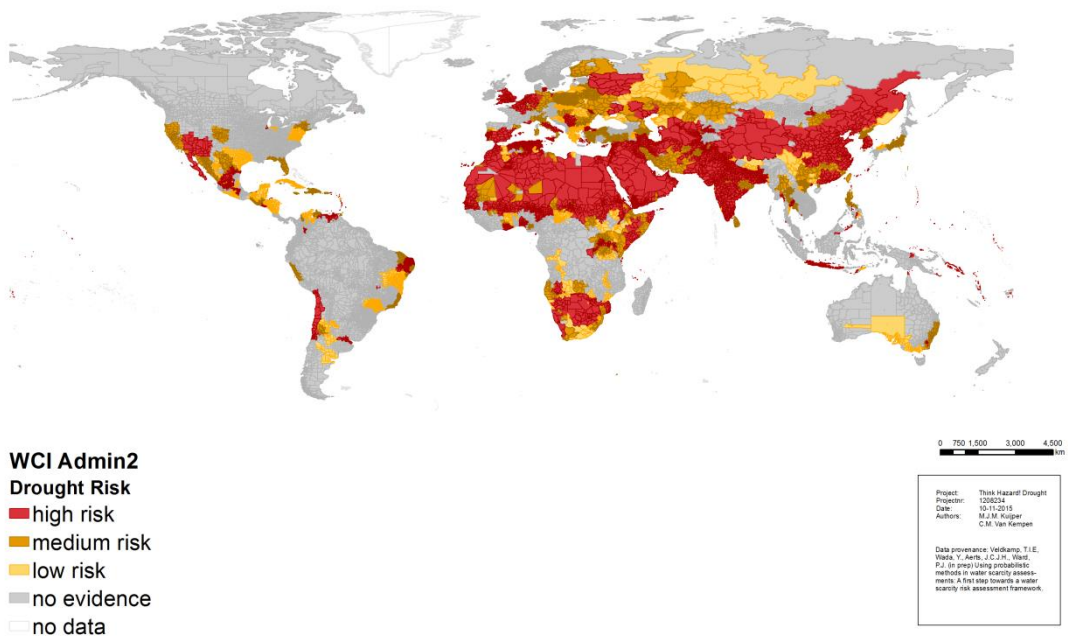 WCI Admin2
Drought Risk
high risk
medium risk
low risk
no evidence
no data
0 750 1,500 3,000 4,500
km
Project: Think Hazard! Drought
Projectnr: 1208234
Date: 10-11-2015
Authors: M.J.M. Kuijper
C.M. Van Kempen
Data provenance: Veldkamp, T.I.E,
Wada, Y., Aerts, J.C.J.H., Ward,
P.J. (in prep) Using probabilistic
methods in water scarcity assess-
ments: A first step towards a water
scarcity risk assessment framework.